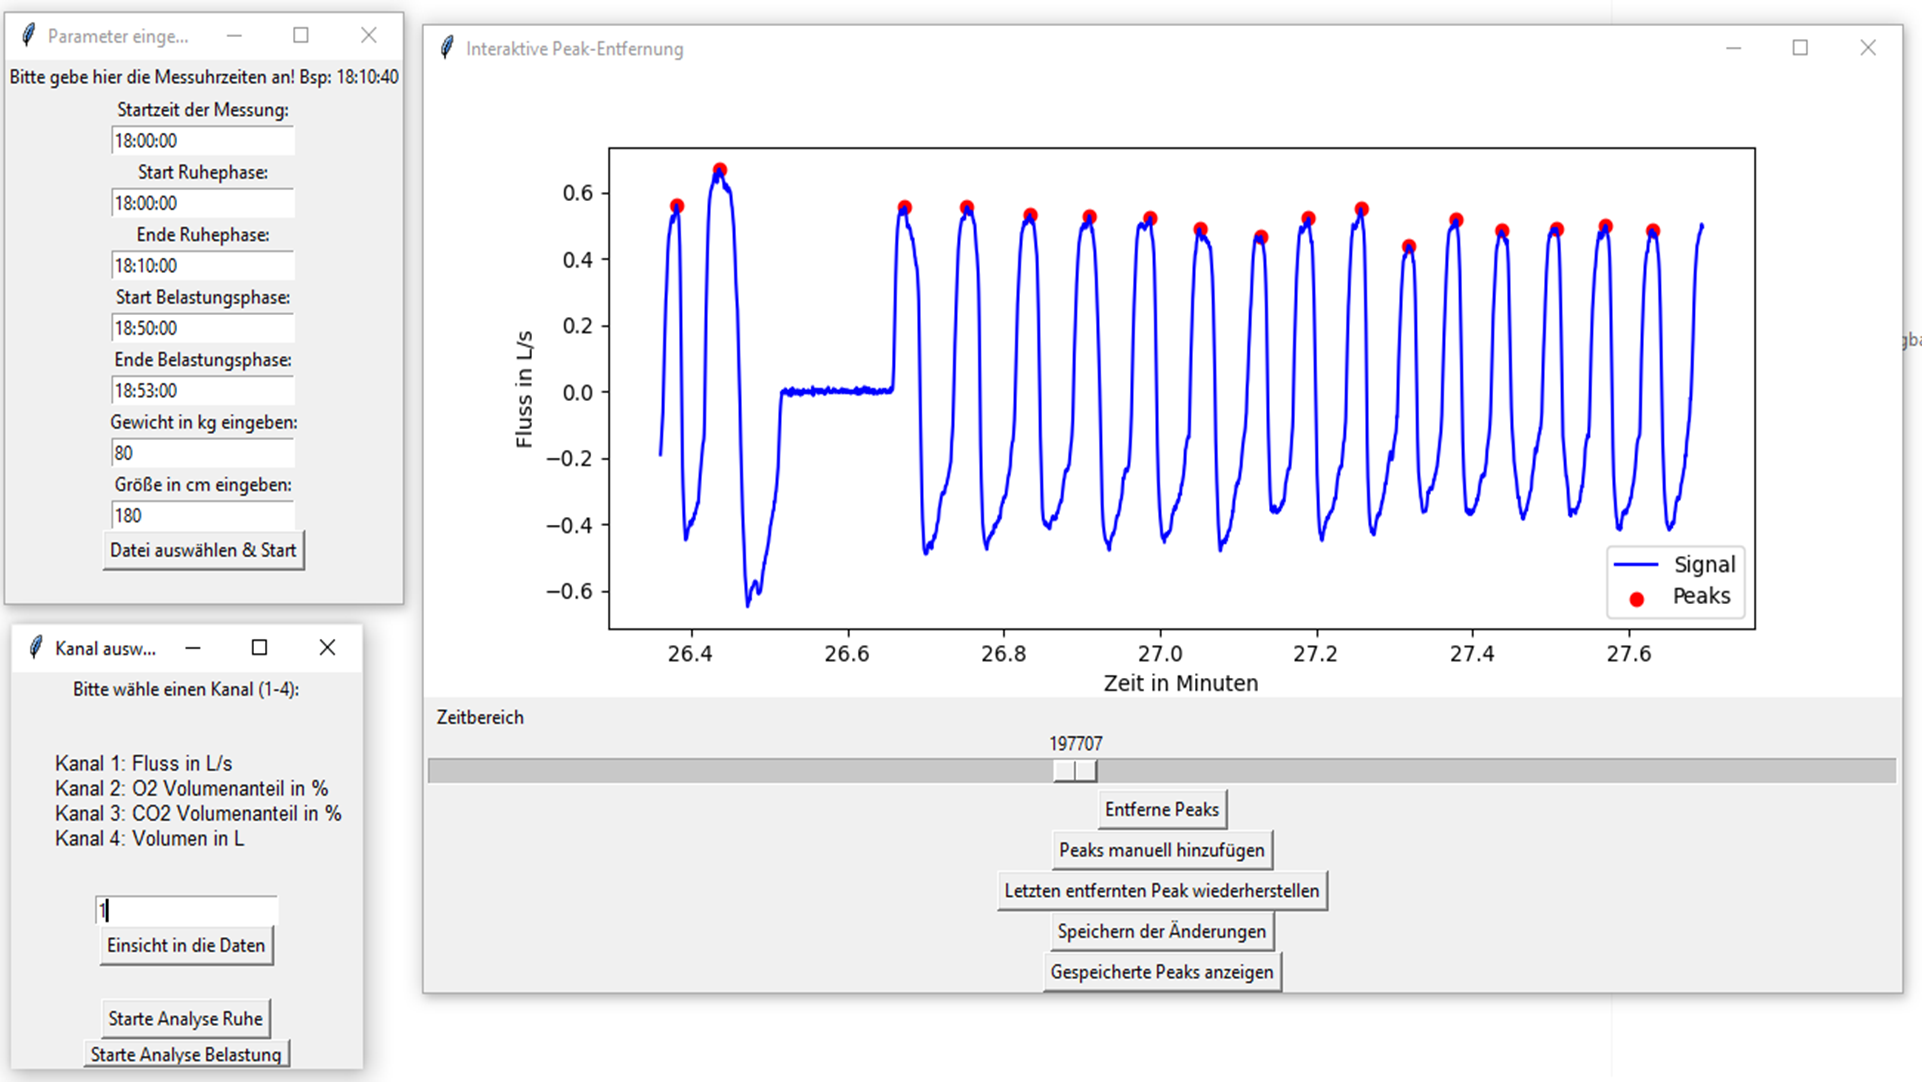 Parameter einge...
Bitte gebe hier die Messuhrzeiten an! Bsp: 18:10:40
Startzeit der Messung:
18:00:00
Start Ruhephase:
18:00:00
Ende Ruhephase:
18:10:00
Start Belastungsphase:
18:50:00
Ende Belastungsphase:
18:53:00
Gewicht in kg eingeben:
80
Größe in cm eingeben:
180
Datei auswählen & Start
Kanal ausw...
Bitte wähle einen Kanal (1-4):
Kanal 1: Fluss in L/s
Kanal 2: O2 Volumenanteil in %
Kanal 3: CO2 Volumenanteil in %
Kanal 4: Volumen in L
1
Einsicht in die Daten
Starte Analyse Ruhe
Starte Analyse Belastung
Interaktive Peak-Entfernung
Fluss in L/s
0.6
0.4
0.2
0.0
−0.2
−0.4
−0.6
Signal
Peaks
26.4 26.6 26.8 27.0 27.2 27.4 27.6
Zeit in Minuten
Zeitbereich
197707
Entferne Peaks
Peaks manuell hinzufügen
Letzten entfernten Peak wiederherstellen
Speichern der Änderungen
Gespeicherte Peaks anzeigen